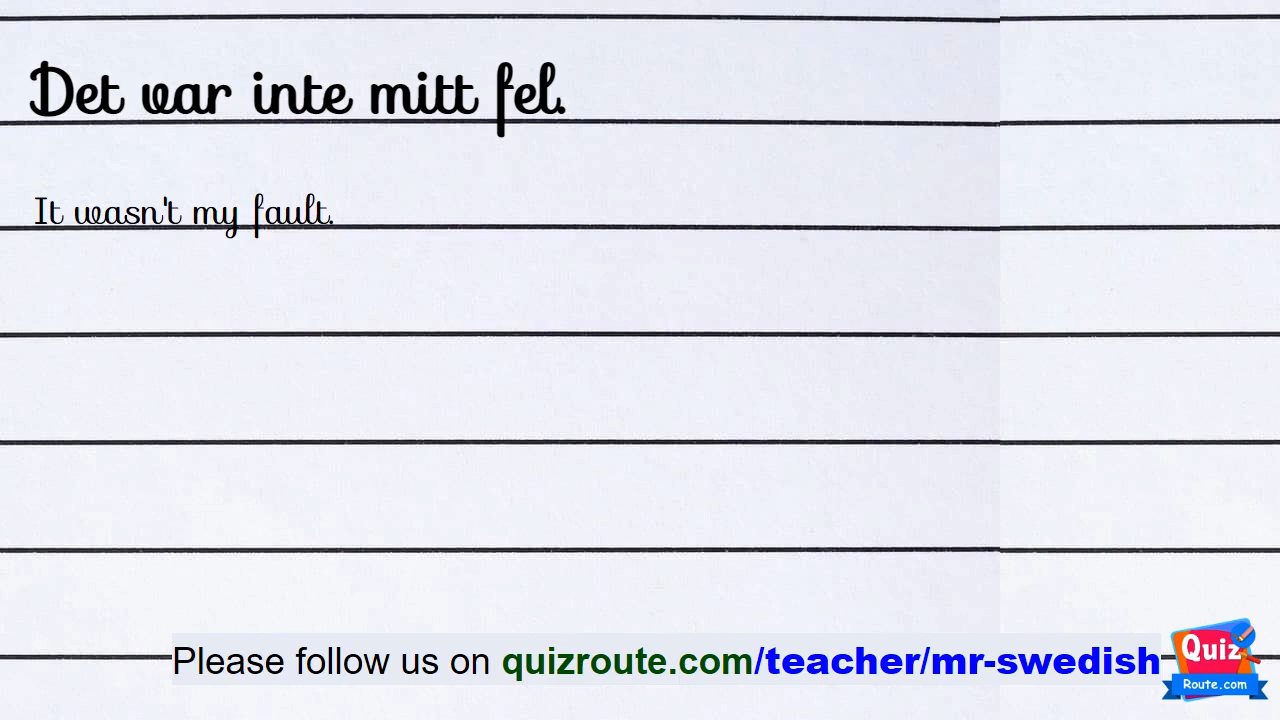 Det var inte mitt fel.
It wasn't my fault.
Please follow us on quizroute.com/teacher/mr-swedish
Quiz
Route.com